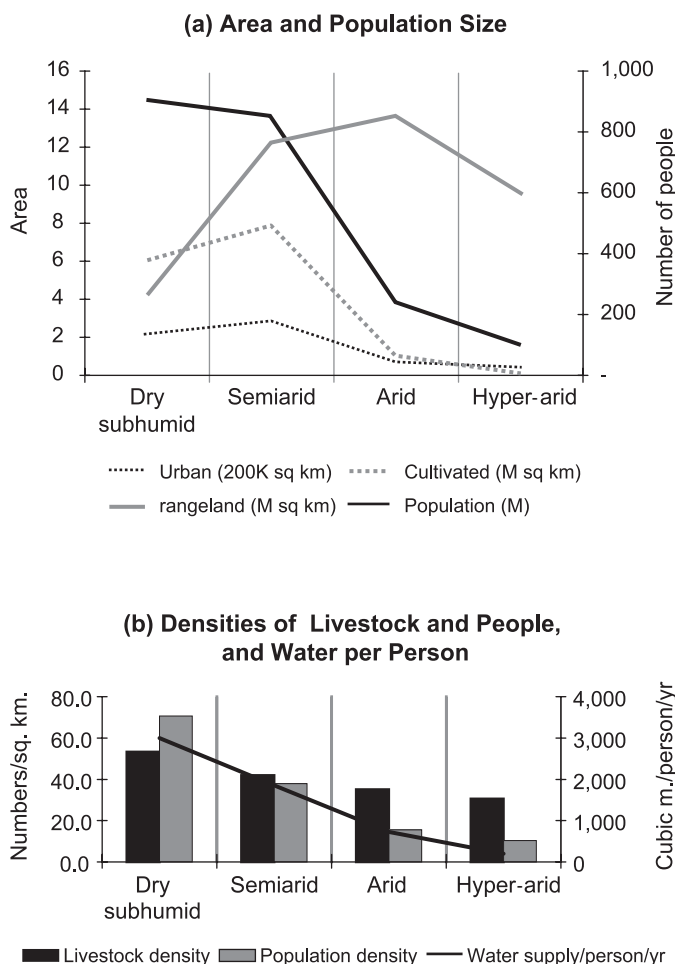 (a) Area and Population Size
16
14
12
10
8
6
4
2
0
Area
1,000
800
600
400
200
-
Number of people
Dry
subhumid
Semiarid
Arid
Hyper-arid
Urban (200K sq km)
Cultivated (M sq km)
rangeland (M sq km)
Population (M)
(b) Densities of Livestock and People,
and Water per Person
80.0
60.0
40.0
20.0
0.0
Numbers/sq. km.
4,000
3,000
2,000
1,000
0
Cubic m./person/yr
Dry
subhumid
Semiarid
Arid
Hyper-arid
Livestock density
Population density
Water supply/person/yr